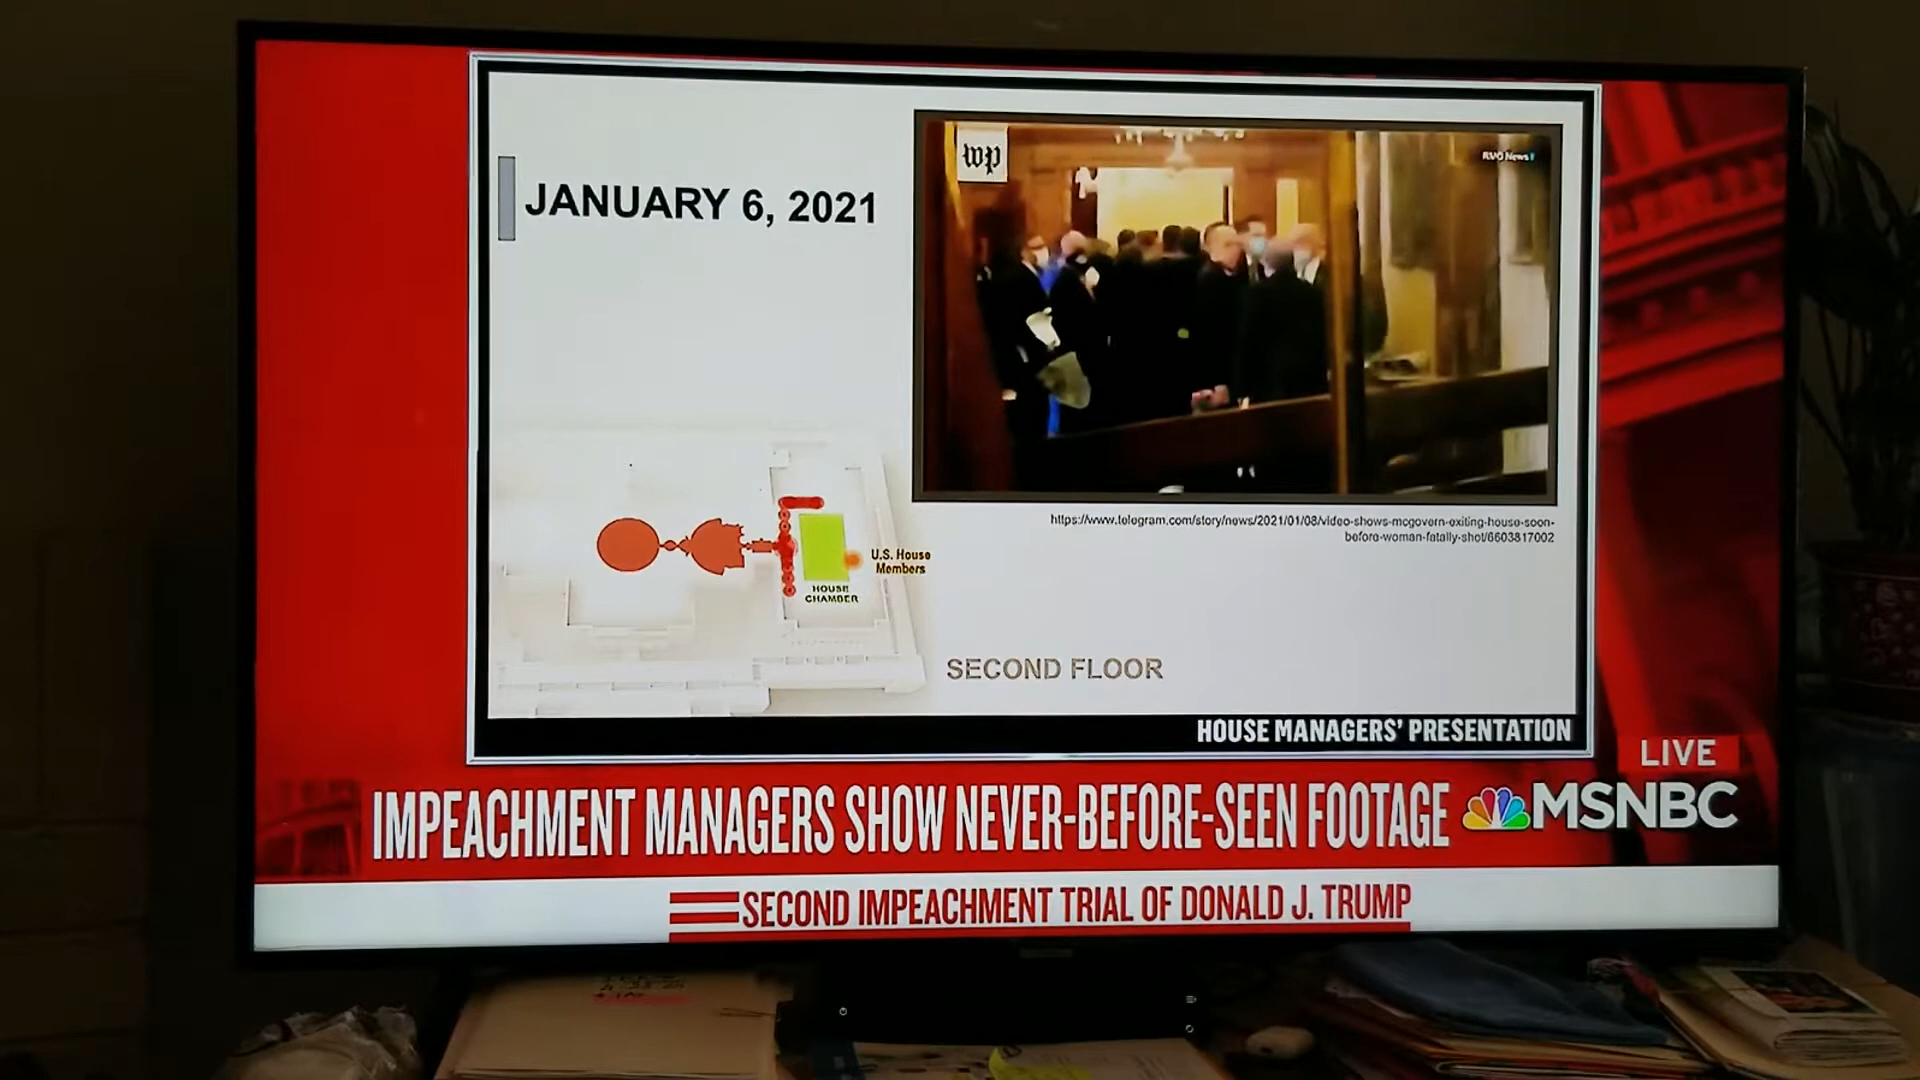 JANUARY 6, 2021
wp
RMG News
https://www.telegram.com/story/news/2021/01/08/video-shows-mcgovern-exiting-house-soon-
before-woman-fatally-shot/6603817002
U.S. House
Members
HOUSE
CHAMBER
SECOND FLOOR
HOUSE MANAGERS' PRESENTATION
LIVE
IMPEACHMENT MANAGERS SHOW NEVER-BEFORE-SEEN FOOTAGE
MSNBC
SECOND IMPEACHMENT TRIAL OF DONALD J. TRUMP